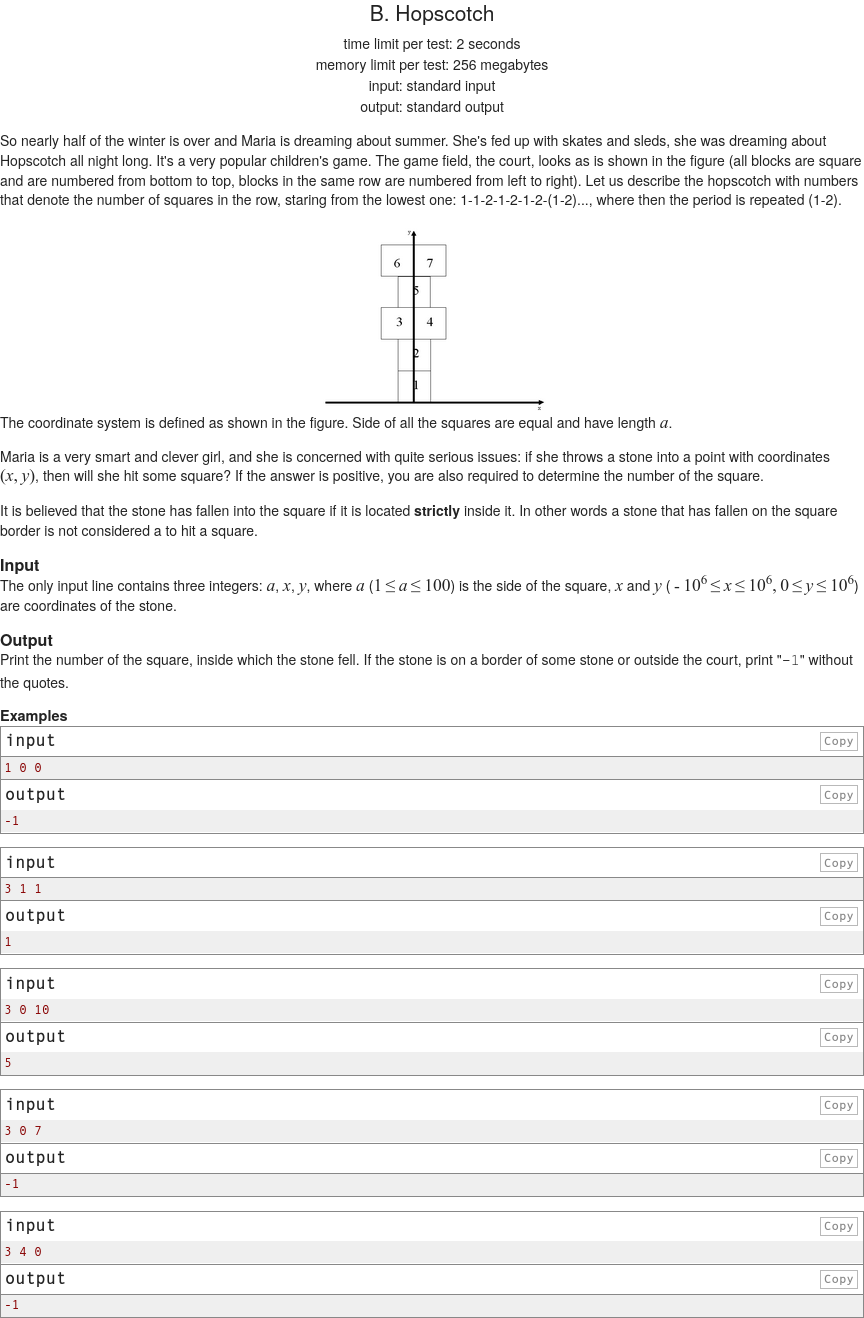 B. Hopscotch
time limit per test: 2 seconds
memory limit per test: 256 megabytes
input: standard input
output: standard output
So nearly half of the winter is over and Maria is dreaming about summer. She's fed up with skates and sleds, she was dreaming about
Hopscotch all night long. It's a very popular children's game. The game field, the court, looks as is shown in the figure (all blocks are square
and are numbered from bottom to top, blocks in the same row are numbered from left to right). Let us describe the hopscotch with numbers
that denote the number of squares in the row, staring from the lowest one: 1-1-2-1-2-1-2-(1-2)..., where then the period is repeated (1-2).
y
6 7
5
3 4
2
1
x
The coordinate system is defined as shown in the figure. Side of all the squares are equal and have length a.
Maria is a very smart and clever girl, and she is concerned with quite serious issues: if she throws a stone into a point with coordinates
(x, y), then will she hit some square? If the answer is positive, you are also required to determine the number of the square.
It is believed that the stone has fallen into the square if it is located strictly inside it. In other words a stone that has fallen on the square
border is not considered a to hit a square.
Input
The only input line contains three integers: a, x, y, where a (1 ≤ a ≤ 100) is the side of the square, x and y ( - 10⁶ ≤ x ≤ 10⁶, 0 ≤ y ≤ 10⁶)
are coordinates of the stone.
Output
Print the number of the square, inside which the stone fell. If the stone is on a border of some stone or outside the court, print "-1" without
the quotes.
Examples
input Copy
1 0 0
output Copy
-1
input Copy
3 1 1
output Copy
1
input Copy
3 0 10
output Copy
5
input Copy
3 0 7
output Copy
-1
input Copy
3 4 0
output Copy
-1